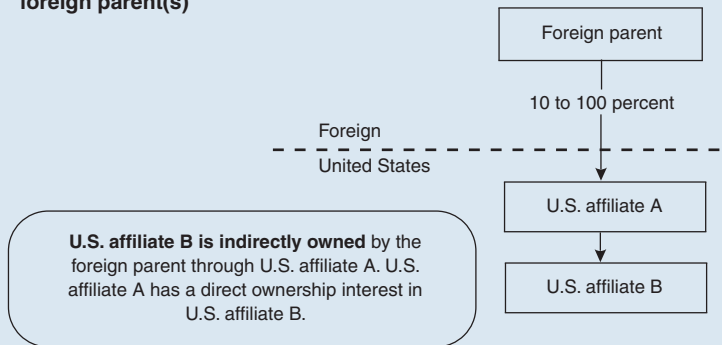 foreign parent(s)
Foreign parent
10 to 100 percent
Foreign
United States
U.S. affiliate A
U.S. affiliate B is indirectly owned by the
foreign parent through U.S. affiliate A. U.S.
affiliate A has a direct ownership interest in
U.S. affiliate B.
U.S. affiliate B